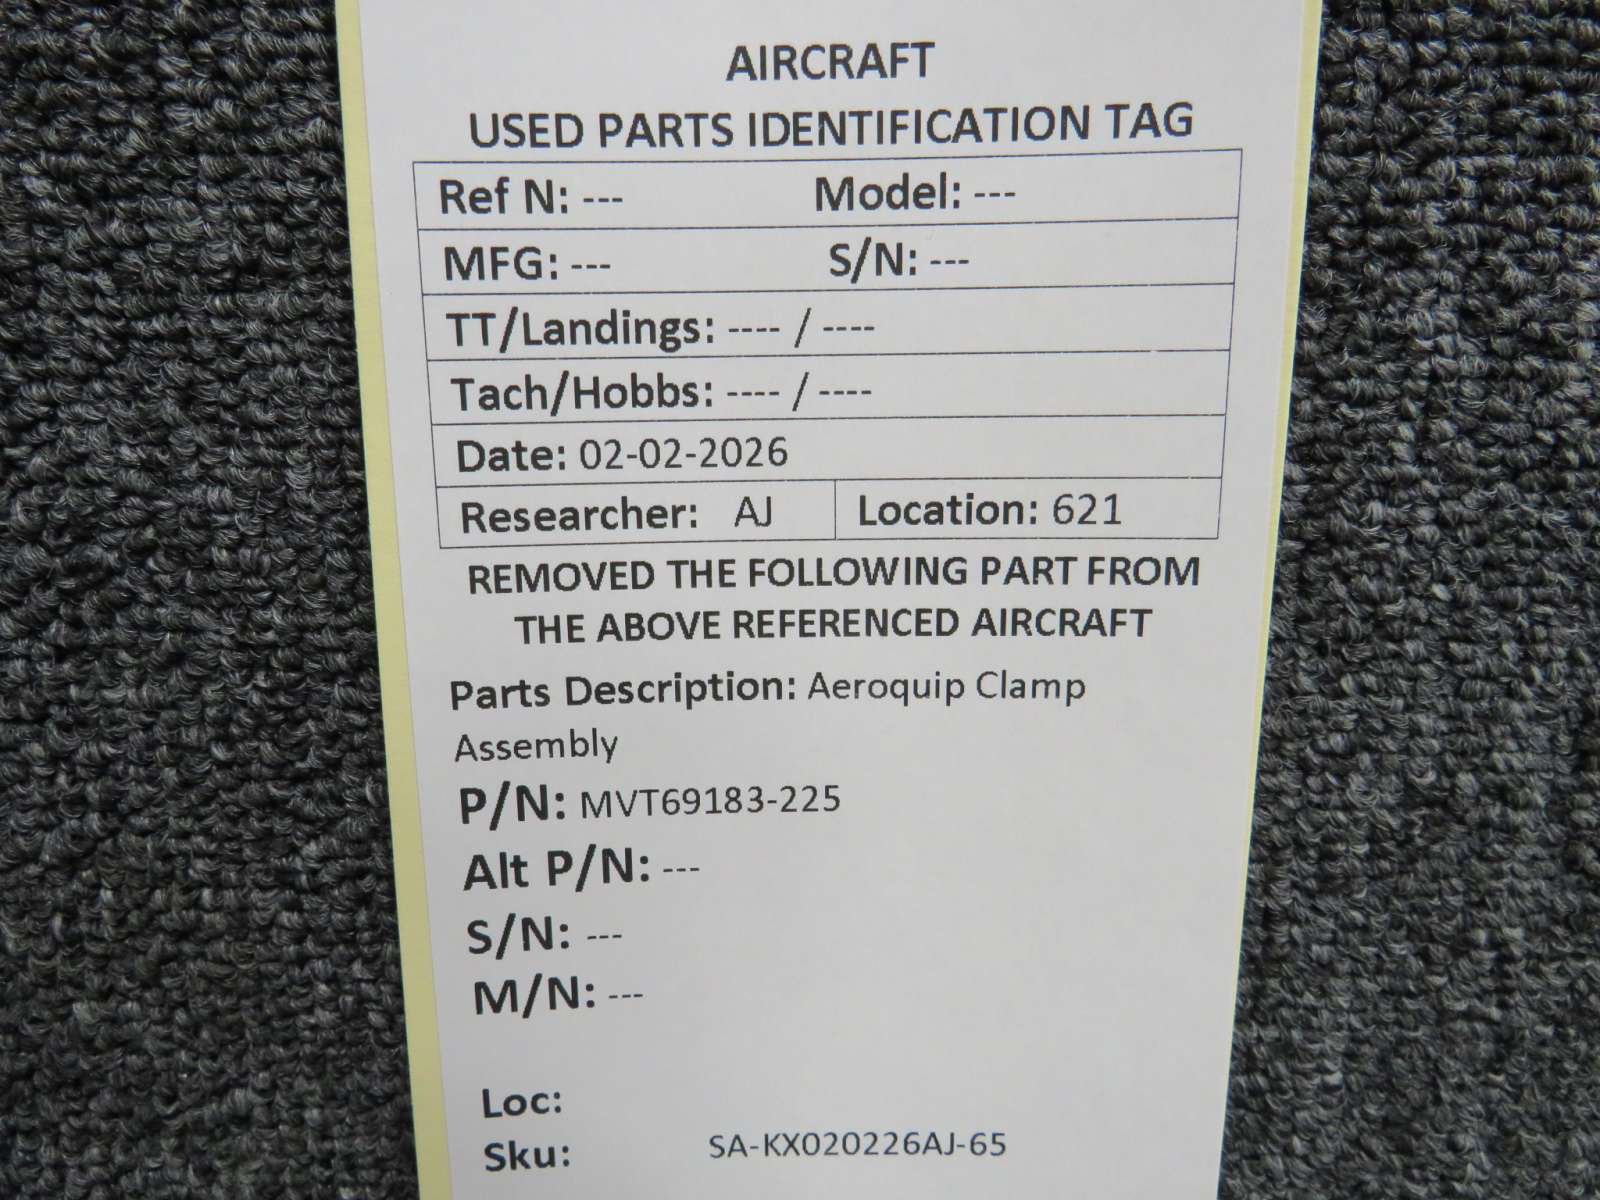 AIRCRAFT
USED PARTS IDENTIFICATION TAG
Ref N: --- Model: ---
MFG: --- S/N: ---
TT/Landings: ---- / ----
Tach/Hobbs: ---- / ----
Date: 02-02-2026
Researcher: AJ Location: 621
REMOVED THE FOLLOWING PART FROM
THE ABOVE REFERENCED AIRCRAFT
Parts Description: Aeroquip Clamp
Assembly
P/N: MVT69183-225
Alt P/N: ---
S/N: ---
M/N: ---
Loc:
Sku: SA-KX020226AJ-65